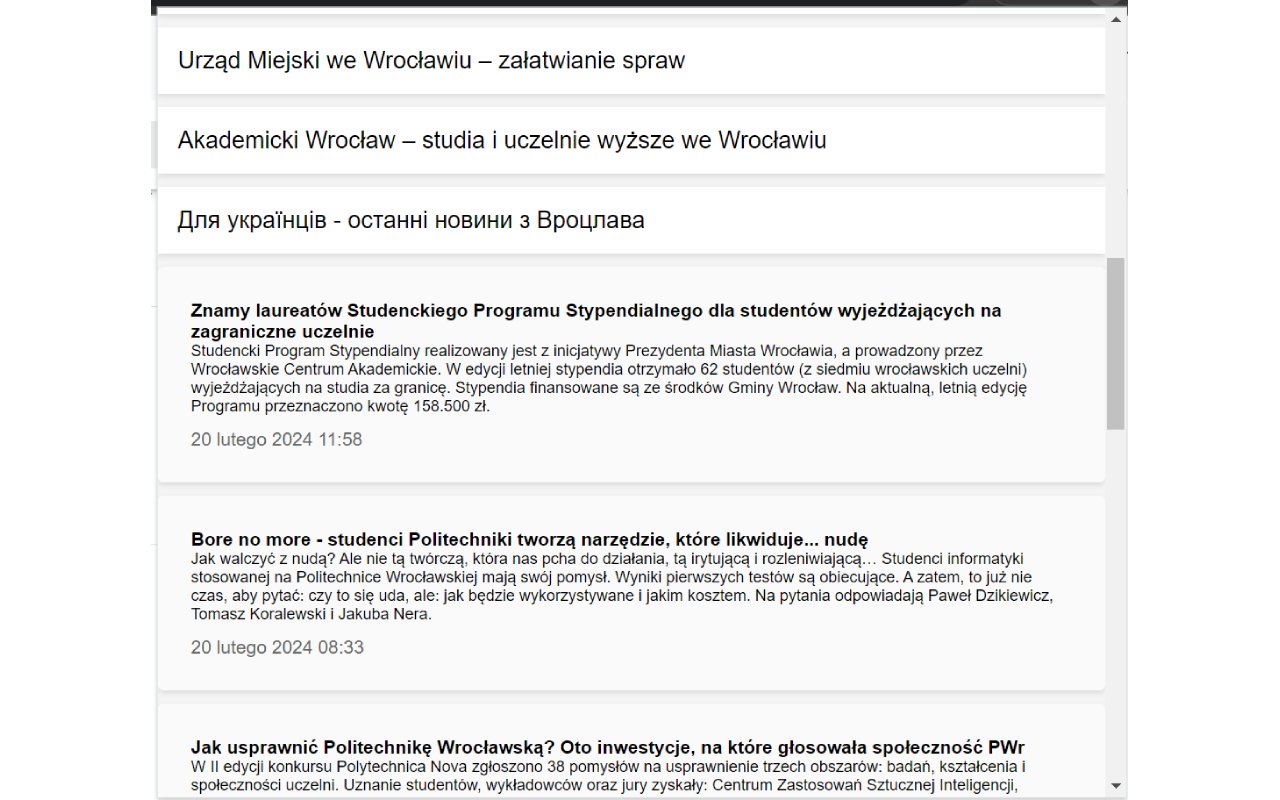 Urząd Miejski we Wrocławiu – załatwianie spraw
Akademicki Wrocław – studia i uczelnie wyższe we Wrocławiu
Для українців - останні новини з Вроцлава
Znamy laureatów Studenckiego Programu Stypendialnego dla studentów wyjeżdżających na
zagraniczne uczelnie
Studencki Program Stypendialny realizowany jest z inicjatywy Prezydenta Miasta Wrocławia, a prowadzony przez
Wrocławskie Centrum Akademickie. W edycji letniej stypendia otrzymało 62 studentów (z siedmiu wrocławskich uczelni)
wyjeżdżających na studia za granicę. Stypendia finansowane są ze środków Gminy Wrocław. Na aktualną, letnią edycję
Programu przeznaczono kwotę 158.500 zł.
20 lutego 2024 11:58
Bore no more - studenci Politechniki tworzą narzędzie, które likwiduje... nudę
Jak walczyć z nudą? Ale nie tą twórczą, która nas pcha do działania, tą irytującą i rozleniwiającą… Studenci informatyki
stosowanej na Politechnice Wrocławskiej mają swój pomysł. Wyniki pierwszych testów są obiecujące. A zatem, to już nie
czas, aby pytać: czy to się uda, ale: jak będzie wykorzystywane i jakim kosztem. Na pytania odpowiadają Paweł Dzikiewicz,
Tomasz Koralewski i Jakuba Nera.
20 lutego 2024 08:33
Jak usprawnić Politechnikę Wrocławską? Oto inwestycje, na które głosowała społeczność PWr
W II edycji konkursu Polytechnica Nova zgłoszono 38 pomysłów na usprawnienie trzech obszarów: badań, kształcenia i
społeczności uczelni. Uznanie studentów, wykładowców oraz jury zyskały: Centrum Zastosowań Sztucznej Inteligencji,